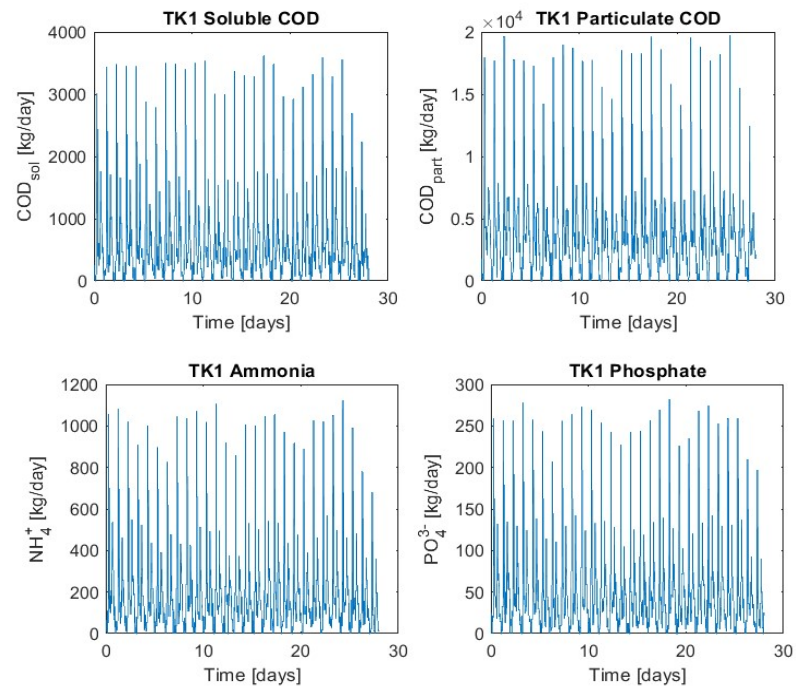 TK1 Soluble COD
4000
3000
2000
1000
0
COD_sol [kg/day]
0 10 20 30
Time [days]
TK1 Particulate COD
×10^4
2
1.5
1
0.5
0
COD_part [kg/day]
0 10 20 30
Time [days]
TK1 Ammonia
1200
1000
800
600
400
200
0
NH_4^+ [kg/day]
0 10 20 30
Time [days]
TK1 Phosphate
300
250
200
150
100
50
0
PO_4^3- [kg/day]
0 10 20 30
Time [days]